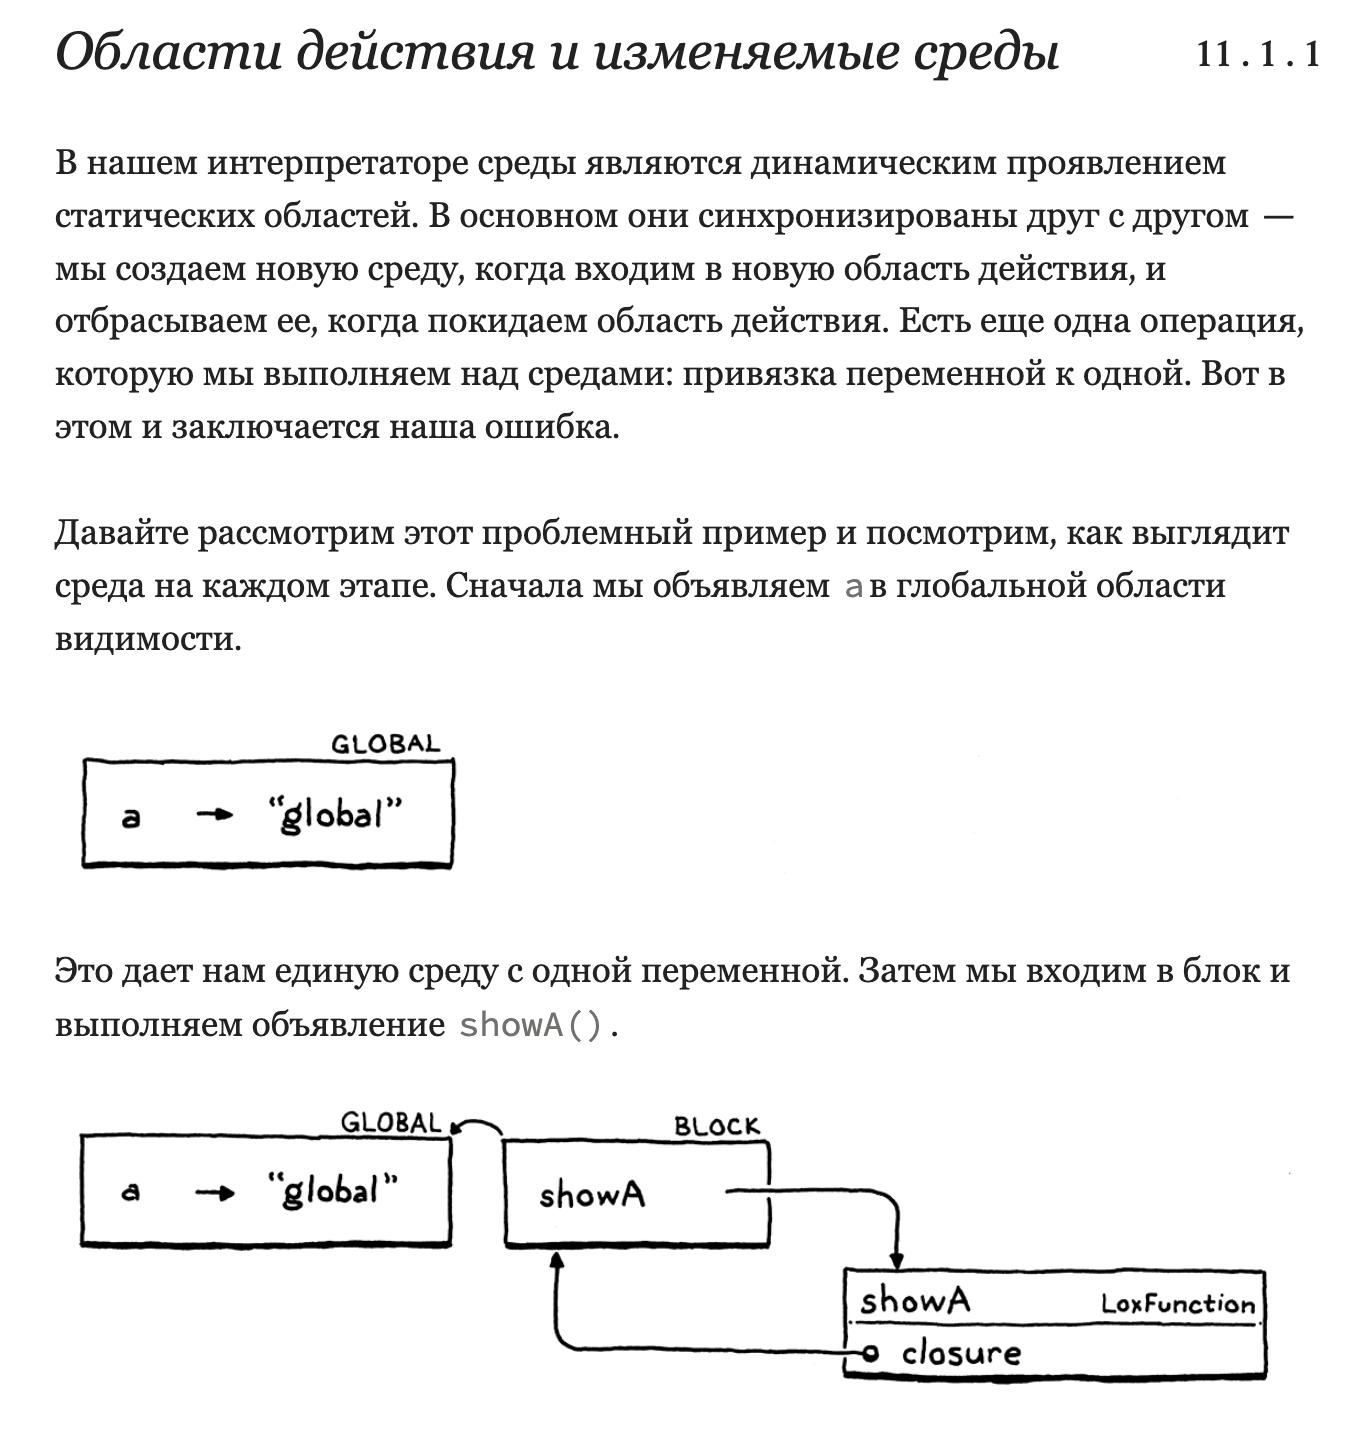 Области действия и изменяемые среды 11.1.1
В нашем интерпретаторе среды являются динамическим проявлением
статических областей. В основном они синхронизированы друг с другом —
мы создаем новую среду, когда входим в новую область действия, и
отбрасываем ее, когда покидаем область действия. Есть еще одна операция,
которую мы выполняем над средами: привязка переменной к одной. Вот в
этом и заключается наша ошибка.
Давайте рассмотрим этот проблемный пример и посмотрим, как выглядит
среда на каждом этапе. Сначала мы объявляем a в глобальной области
видимости.
GLOBAL
a → “global”
Это дает нам единую среду с одной переменной. Затем мы входим в блок и
выполняем объявление showA().
GLOBAL BLOCK
a → “global” showA
showA LoxFunction
closure